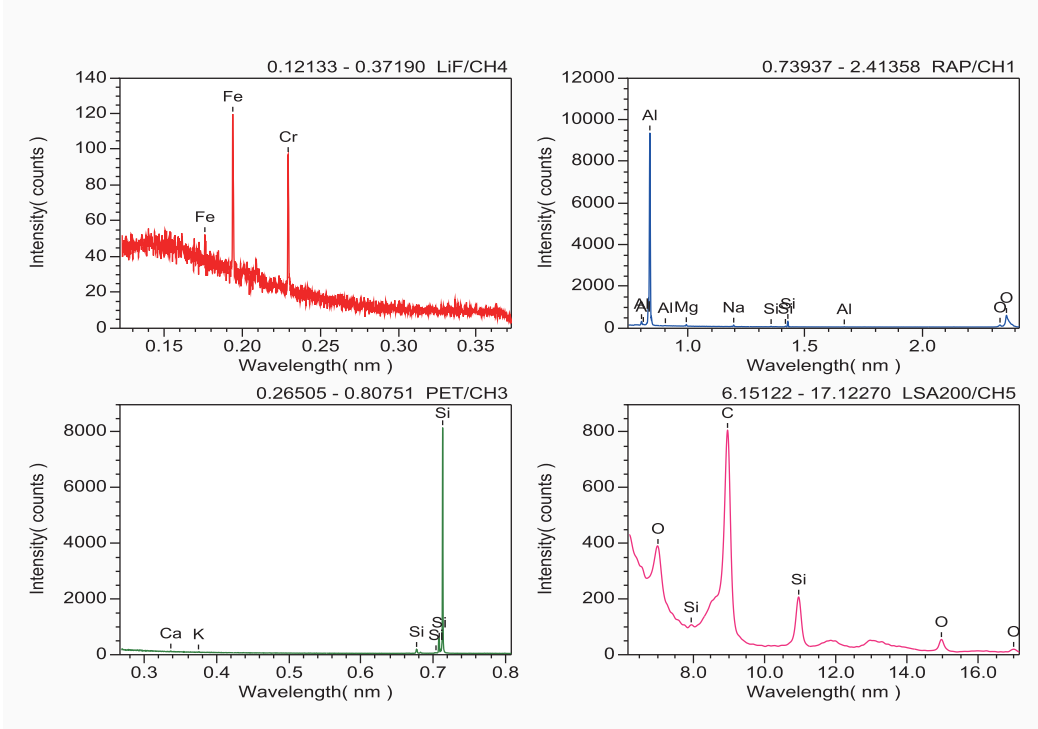 0.12133 - 0.37190 LiF/CH4
140
120
100
80
60
40
20
0
Intensity( counts )
Fe
Fe
Cr
0.15 0.20 0.25 0.30 0.35
Wavelength( nm )
0.73937 - 2.41358 RAP/CH1
12000
10000
8000
6000
4000
2000
0
Intensity( counts )
Al
Al
Al Mg Na Si Si Si Al O O
1.0 1.5 2.0
Wavelength( nm )
0.26505 - 0.80751 PET/CH3
8000
6000
4000
2000
0
Intensity( counts )
Si
Ca K Si Si Si
0.3 0.4 0.5 0.6 0.7 0.8
Wavelength( nm )
6.15122 - 17.12270 LSA200/CH5
800
600
400
200
0
Intensity( counts )
C
O
Si
Si
O
O
8.0 10.0 12.0 14.0 16.0
Wavelength( nm )